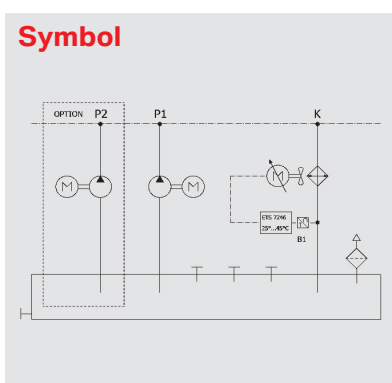 Symbol
OPTION P2 P1 K
M M M
ETS 7246
25°...45°C
B1